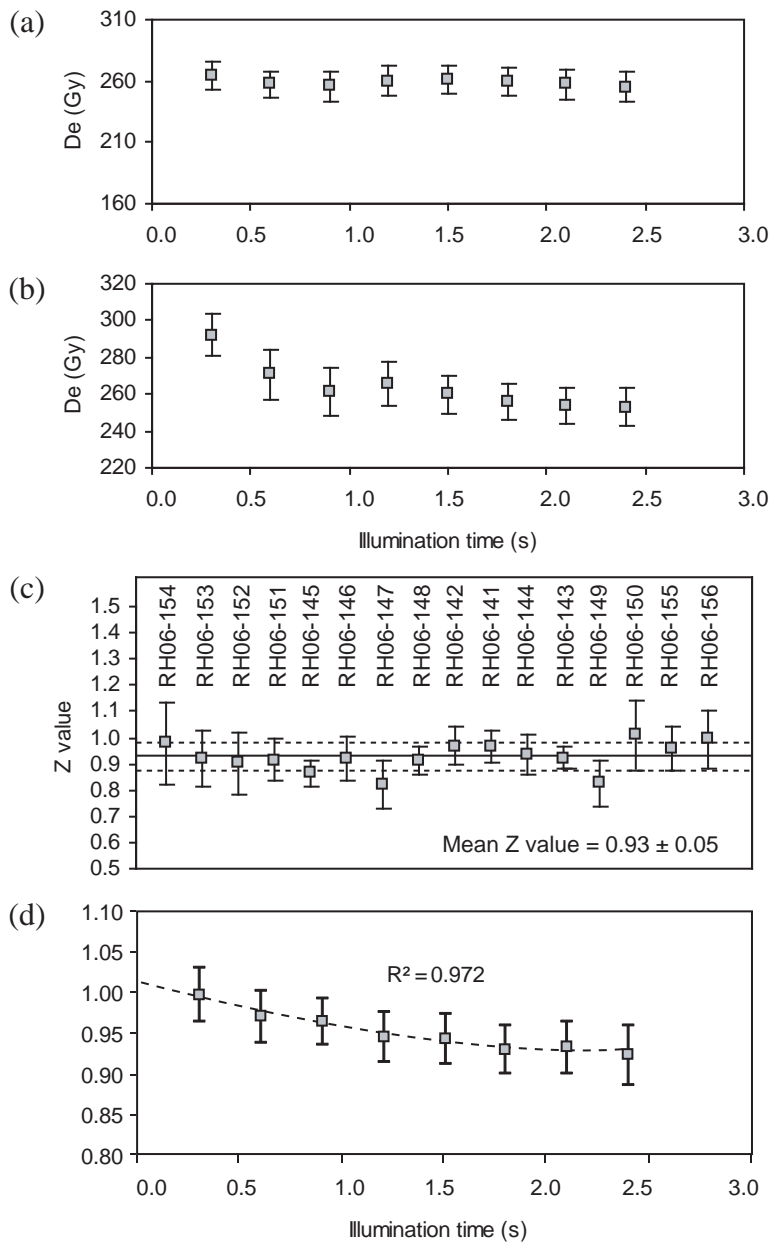 (a)
De (Gy)
310
260
210
160
0.0 0.5 1.0 1.5 2.0 2.5 3.0
(b)
De (Gy)
320
300
280
260
240
220
0.0 0.5 1.0 1.5 2.0 2.5 3.0
Illumination time (s)
(c)
Z value
1.5
1.4
1.3
1.2
1.1
1.0
0.9
0.8
0.7
0.6
0.5
RH06-154
RH06-153
RH06-152
RH06-151
RH06-145
RH06-146
RH06-147
RH06-148
RH06-142
RH06-141
RH06-144
RH06-143
RH06-149
RH06-150
RH06-155
RH06-156
Mean Z value = 0.93 ± 0.05
(d)
1.10
1.05
1.00
0.95
0.90
0.85
0.80
R² = 0.972
0.0 0.5 1.0 1.5 2.0 2.5 3.0
Illumination time (s)